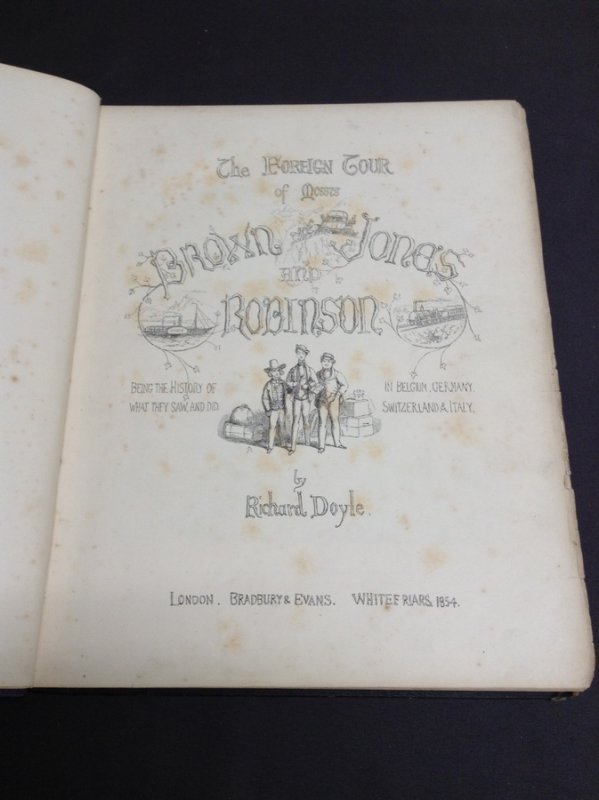 The FOREIGN TOUR
of MESSRS
BROWN JONES
AND
ROBINSON
BEING THE HISTORY OF
WHAT THEY SAW, AND DID
IN BELGIUM, GERMANY,
SWITZERLAND & ITALY.
by
Richard Doyle.
LONDON. BRADBURY & EVANS. WHITEFRIARS. 1854.